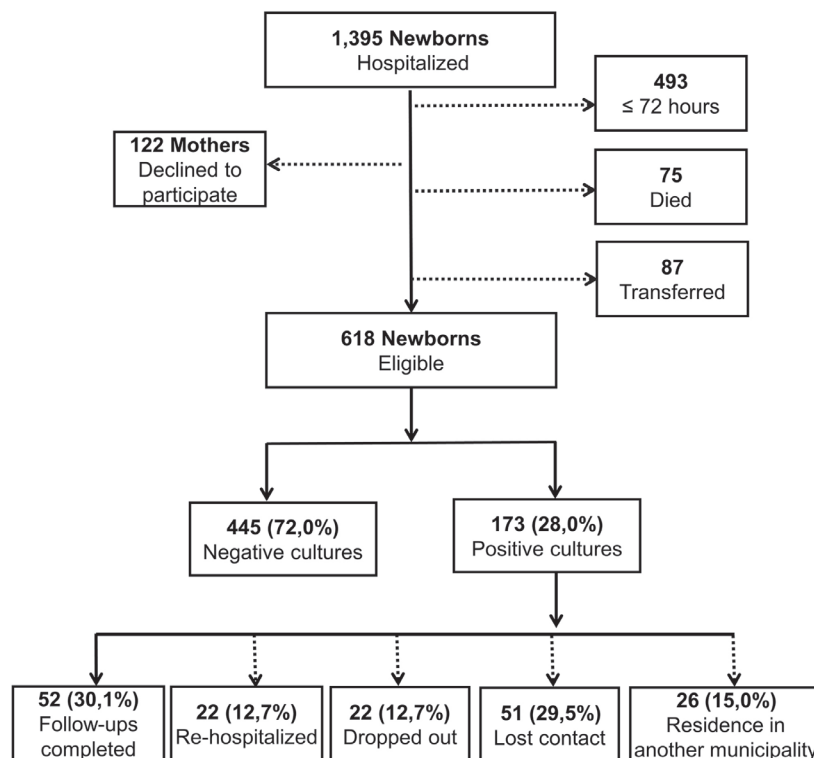 1,395 Newborns
Hospitalized
493
≤ 72 hours
122 Mothers
Declined to
participate
75
Died
87
Transferred
618 Newborns
Eligible
445 (72,0%)
Negative cultures
173 (28,0%)
Positive cultures
52 (30,1%)
Follow-ups
completed
22 (12,7%)
Re-hospitalized
22 (12,7%)
Dropped out
51 (29,5%)
Lost contact
26 (15,0%)
Residence in
another municipality